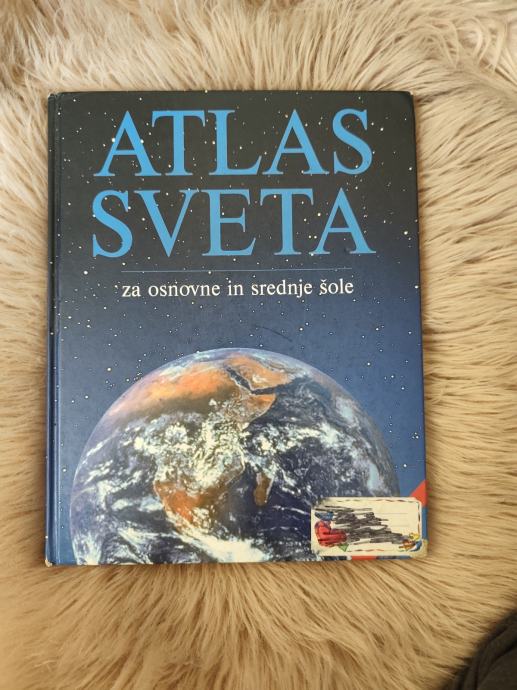 ATLAS
SVETA
za osnovne in srednje šole